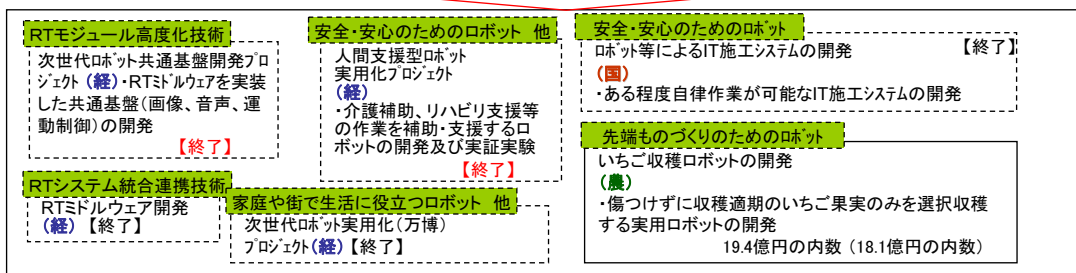 RTモジュール高度化技術
次世代ロボット共通基盤開発プロ
ジェクト(経)・RTミドルウェアを実装
した共通基盤(画像、音声、運
動制御)の開発
【終了】
RTシステム統合連携技術
RTミドルウェア開発
(経)【終了】
安全・安心のためのロボット 他
人間支援型ロボット
実用化プロジェクト
(経)
・介護補助、リハビリ支援等
の作業を補助・支援するロ
ボットの開発及び実証実験
【終了】
家庭や街で生活に役立つロボット 他
次世代ロボット実用化(万博)
プロジェクト(経)【終了】
安全・安心のためのロボット
ロボット等によるIT施工システムの開発 【終了】
(国)
・ある程度自律作業が可能なIT施工システムの開発
先端ものづくりのためのロボット
いちご収穫ロボットの開発
(農)
・傷つけずに収穫適期のいちご果実のみを選択収穫
する実用ロボットの開発
19.4億円の内数(18.1億円の内数)